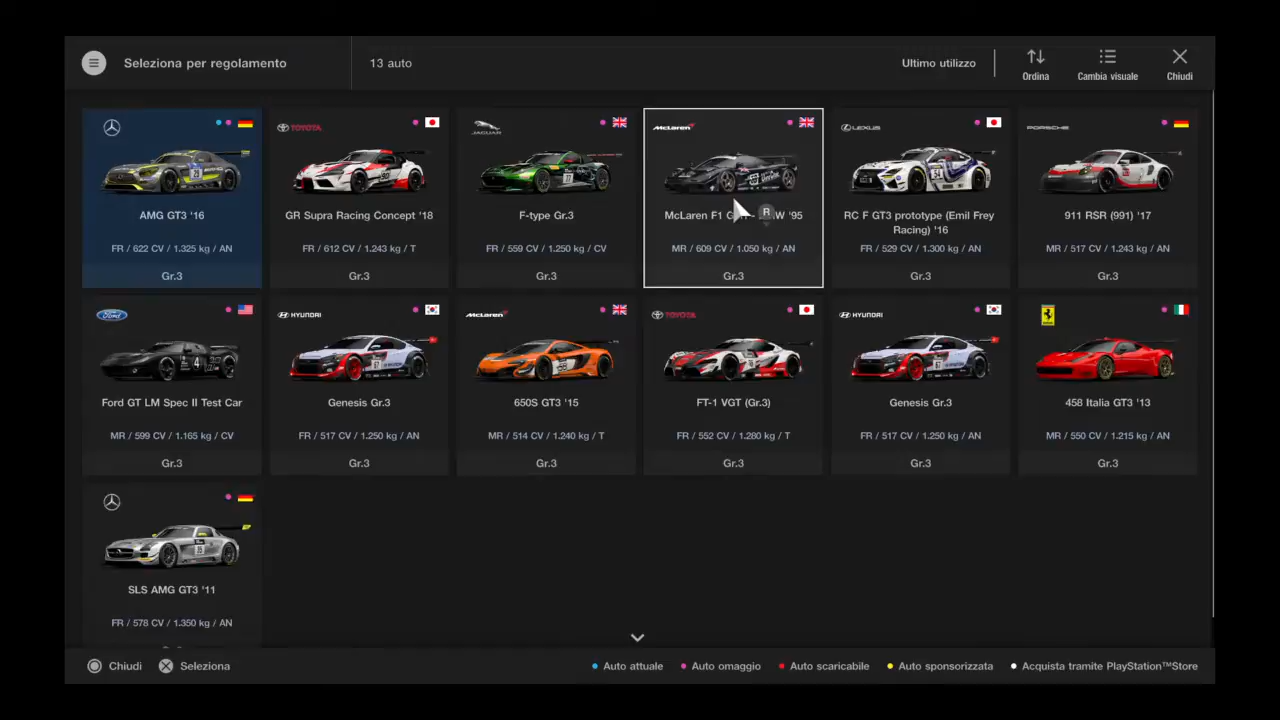 Seleziona per regolamento
13 auto
Ultimo utilizzo
Ordina
Cambia visuale
Chiudi
AMG GT3 '16
FR / 622 CV / 1.325 kg / AN
Gr.3
TOYOTA
GR Supra Racing Concept '18
FR / 612 CV / 1.243 kg / T
Gr.3
JAGUAR
F-type Gr.3
FR / 559 CV / 1.250 kg / CV
Gr.3
McLaren
McLaren F1 '95
R
MR / 609 CV / 1.050 kg / AN
Gr.3
LEXUS
RC F GT3 prototype (Emil Frey
Racing) '16
FR / 529 CV / 1.300 kg / AN
Gr.3
PORSCHE
911 RSR (991) '17
MR / 517 CV / 1.243 kg / AN
Gr.3
Ford
Ford GT LM Spec II Test Car
MR / 599 CV / 1.165 kg / CV
Gr.3
HYUNDAI
Genesis Gr.3
FR / 517 CV / 1.250 kg / AN
Gr.3
McLaren
650S GT3 '15
MR / 514 CV / 1.240 kg / T
Gr.3
TOYOTA
FT-1 VGT (Gr.3)
FR / 552 CV / 1.280 kg / T
Gr.3
HYUNDAI
Genesis Gr.3
FR / 517 CV / 1.250 kg / AN
Gr.3
458 Italia GT3 '13
MR / 550 CV / 1.215 kg / AN
Gr.3
SLS AMG GT3 '11
FR / 578 CV / 1.350 kg / AN
Chiudi
Seleziona
Auto attuale
Auto omaggio
Auto scaricabile
Auto sponsorizzata
Acquista tramite PlayStation™Store